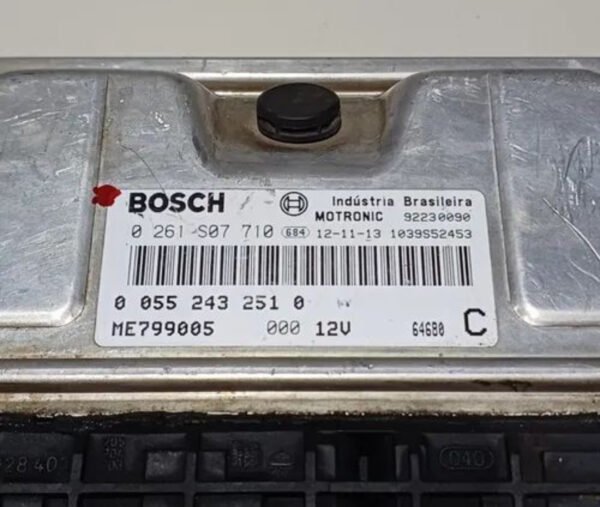 BOSCH Indústria Brasileira
MOTRONIC 92230090
0 261 S07 710 684 12-11-13 1039S52453
0 055 243 251 0
ME799005 000 12V 64680 C
040